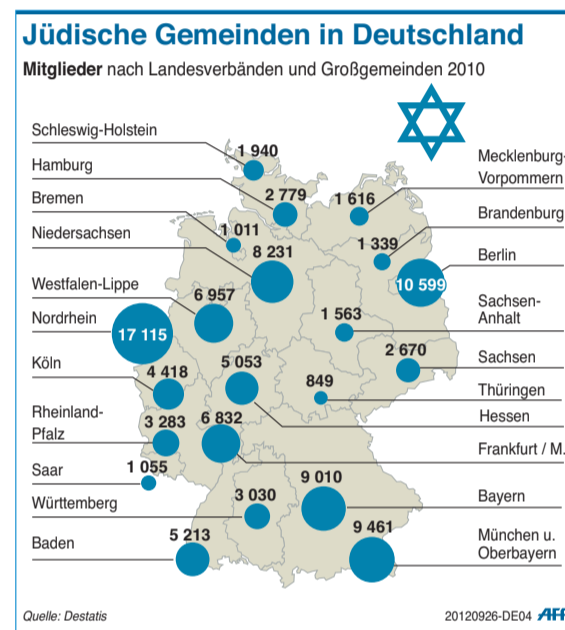 Jüdische Gemeinden in Deutschland
Mitglieder nach Landesverbänden und Großgemeinden 2010
Schleswig-Holstein
1 940
Hamburg
2 779
Bremen
1 011
Niedersachsen
8 231
Westfalen-Lippe
6 957
Nordrhein
17 115
Köln
4 418
Rheinland-
Pfalz
3 283
Saar
1 055
Württemberg
3 030
Baden
5 213
Mecklenburg-
Vorpommern
1 616
Brandenburg
1 339
Berlin
10 599
Sachsen-
Anhalt
1 563
Sachsen
2 670
Thüringen
849
Hessen
5 053
Frankfurt / M.
6 832
Bayern
9 010
München u.
Oberbayern
9 461
Quelle: Destatis
20120926-DE04 AFP